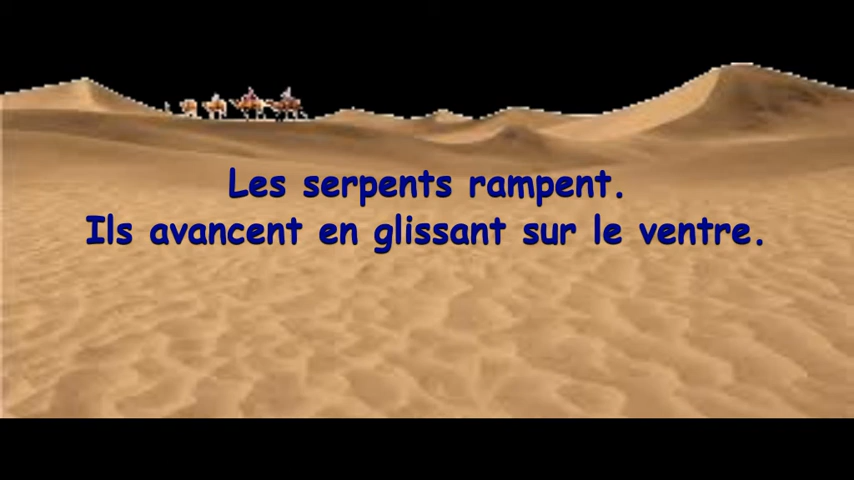 Les serpents rampent.
Ils avancent en glissant sur le ventre.